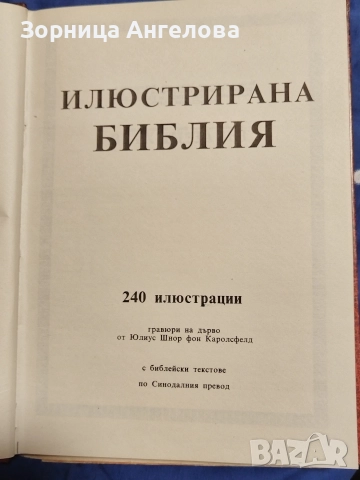 Зорница Ангелова
ИЛЮСТРИРАНА
БИБЛИЯ
240 илюстрации
гравюри на дърво
от Юлиус Шнор фон Каролсфелд
с библейски текстове
по Синодалния превод
BAZAR